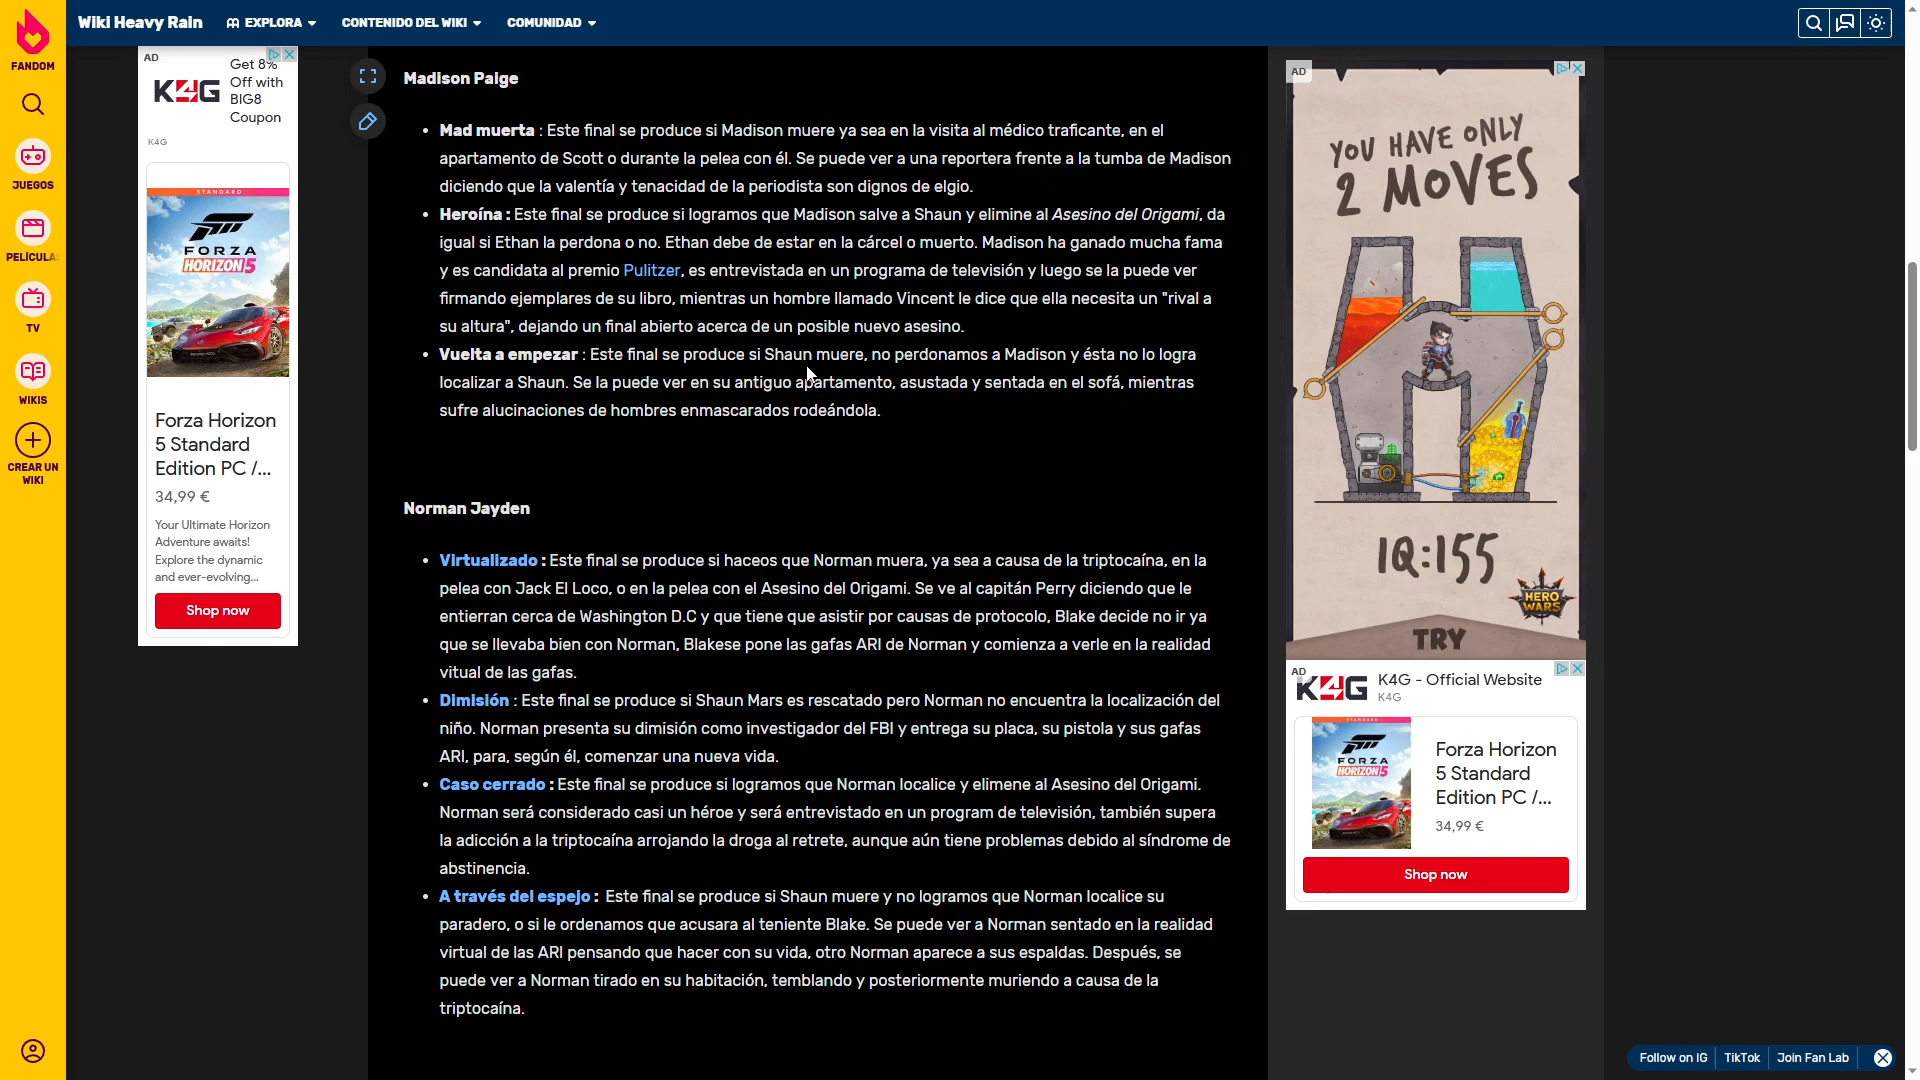 FANDOM
JUEGOS
PELÍCULA
TV
WIKIS
CREAR UN
WIKI
Wiki Heavy Rain
EXPLORA
CONTENIDO DEL WIKI
COMUNIDAD
AD
K4G
Get 8%
Off with
BIG8
Coupon
K4G
STANDARD
FORZA
HORIZON 5
Forza Horizon
5 Standard
Edition PC /...
34,99 €
Your Ultimate Horizon
Adventure awaits!
Explore the dynamic
and ever-evolving...
Shop now
Madison Paige
• Mad muerta : Este final se produce si Madison muere ya sea en la visita al médico traficante, en el
apartamento de Scott o durante la pelea con él. Se puede ver a una reportera frente a la tumba de Madison
diciendo que la valentía y tenacidad de la periodista son dignos de elgio.
• Heroína : Este final se produce si logramos que Madison salve a Shaun y elimine al Asesino del Origami, da
igual si Ethan la perdona o no. Ethan debe de estar en la cárcel o muerto. Madison ha ganado mucha fama
y es candidata al premio Pulitzer, es entrevistada en un programa de televisión y luego se la puede ver
firmando ejemplares de su libro, mientras un hombre llamado Vincent le dice que ella necesita un "rival a
su altura", dejando un final abierto acerca de un posible nuevo asesino.
• Vuelta a empezar : Este final se produce si Shaun muere, no perdonamos a Madison y ésta no lo logra
localizar a Shaun. Se la puede ver en su antiguo apartamento, asustada y sentada en el sofá, mientras
sufre alucinaciones de hombres enmascarados rodeándola.
Norman Jayden
• Virtualizado : Este final se produce si haceos que Norman muera, ya sea a causa de la triptocaína, en la
pelea con Jack El Loco, o en la pelea con el Asesino del Origami. Se ve al capitán Perry diciendo que le
entierran cerca de Washington D.C y que tiene que asistir por causas de protocolo, Blake decide no ir ya
que se llevaba bien con Norman, Blakese pone las gafas ARI de Norman y comienza a verle en la realidad
vitual de las gafas.
• Dimisión : Este final se produce si Shaun Mars es rescatado pero Norman no encuentra la localización del
niño. Norman presenta su dimisión como investigador del FBI y entrega su placa, su pistola y sus gafas
ARI, para, según él, comenzar una nueva vida.
• Caso cerrado : Este final se produce si logramos que Norman localice y elimene al Asesino del Origami.
Norman será considerado casi un héroe y será entrevistado en un program de televisión, también supera
la adicción a la triptocaína arrojando la droga al retrete, aunque aún tiene problemas debido al síndrome de
abstinencia.
• A través del espejo : Este final se produce si Shaun muere y no logramos que Norman localice su
paradero, o si le ordenamos que acusara al teniente Blake. Se puede ver a Norman sentado en la realidad
virtual de las ARI pensando que hacer con su vida, otro Norman aparece a sus espaldas. Después, se
puede ver a Norman tirado en su habitación, temblando y posteriormente muriendo a causa de la
triptocaína.
AD
YOU HAVE ONLY
2 MOVES
IQ:155
HERO
WARS
TRY
AD
K4G
K4G - Official Website
K4G
STANDARD
FORZA
HORIZON 5
Forza Horizon
5 Standard
Edition PC /...
34,99 €
Shop now
Follow on IG
TikTok
Join Fan Lab